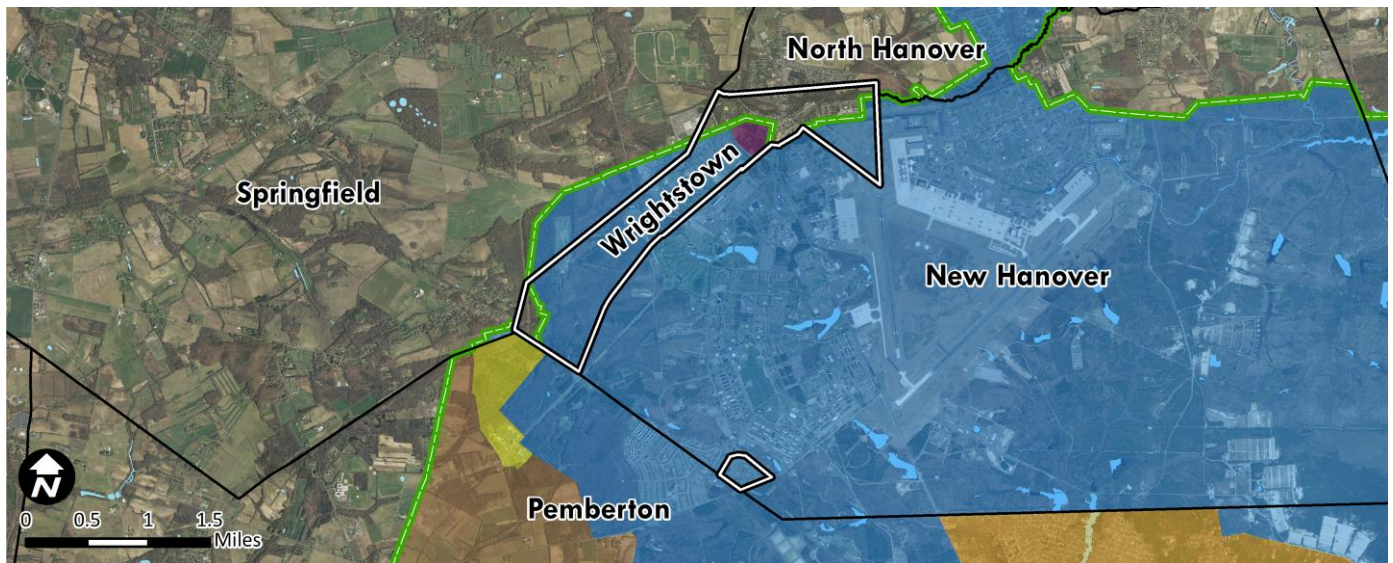 North Hanover
Springfield
Wrightstown
New Hanover
Pemberton
N
0 0.5 1 1.5
Miles